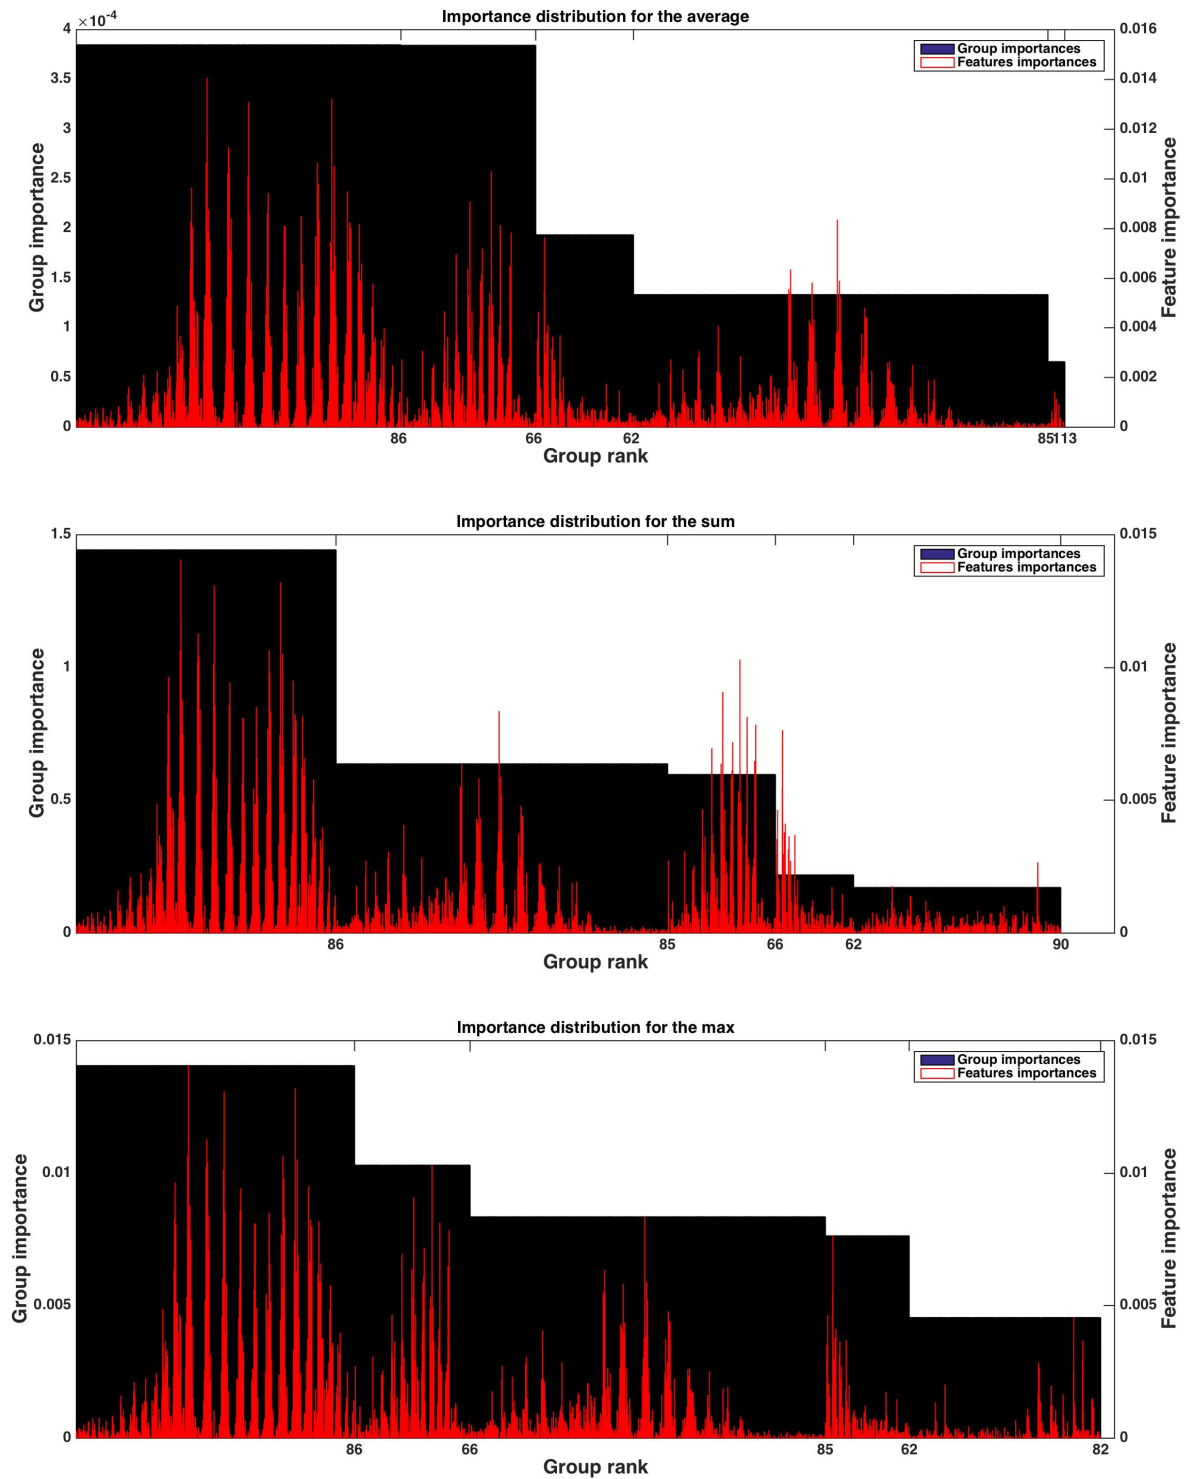 Importance distribution for the average
×10⁻⁴
4
3.5
3
2.5
2
1.5
1
0.5
0
Group importance
0.016
0.014
0.012
0.01
0.008
0.006
0.004
0.002
0
Feature importance
Group importances
Features importances
86 66 62 85113
Group rank
Importance distribution for the sum
1.5
1
0.5
0
Group importance
0.015
0.01
0.005
0
Feature importance
Group importances
Features importances
86 85 66 62 90
Group rank
Importance distribution for the max
0.015
0.01
0.005
0
Group importance
0.015
0.01
0.005
0
Feature importance
Group importances
Features importances
86 66 85 62 82
Group rank